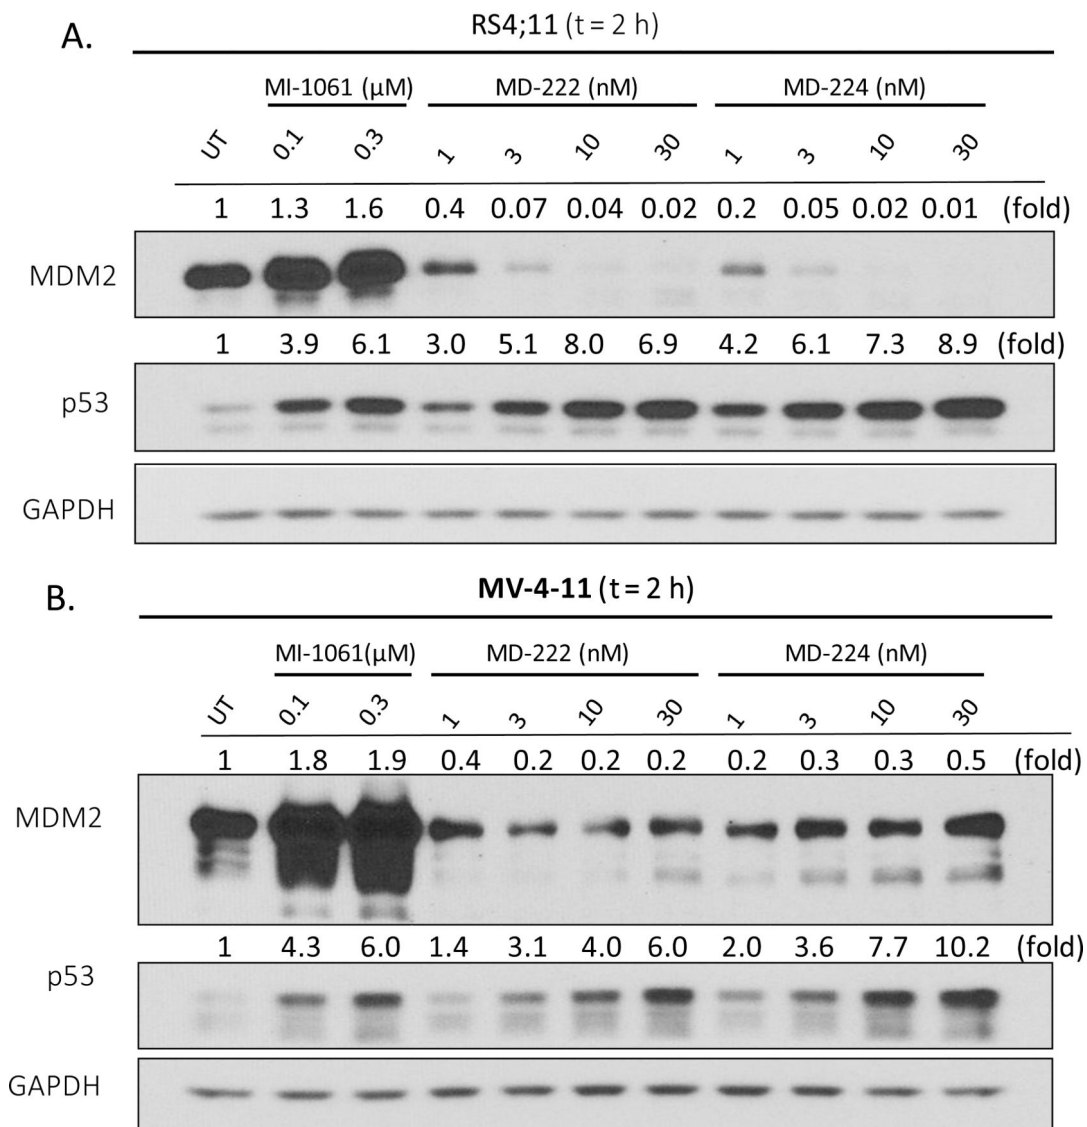 A.
RS4;11 (t = 2 h)
MI-1061 (µM) MD-222 (nM) MD-224 (nM)
UT 0.1 0.3 1 3 10 30 1 3 10 30
1 1.3 1.6 0.4 0.07 0.04 0.02 0.2 0.05 0.02 0.01 (fold)
MDM2
1 3.9 6.1 3.0 5.1 8.0 6.9 4.2 6.1 7.3 8.9 (fold)
p53
GAPDH
B.
MV-4-11 (t = 2 h)
MI-1061(µM) MD-222 (nM) MD-224 (nM)
UT 0.1 0.3 1 3 10 30 1 3 10 30
1 1.8 1.9 0.4 0.2 0.2 0.2 0.2 0.3 0.3 0.5 (fold)
MDM2
1 4.3 6.0 1.4 3.1 4.0 6.0 2.0 3.6 7.7 10.2 (fold)
p53
GAPDH